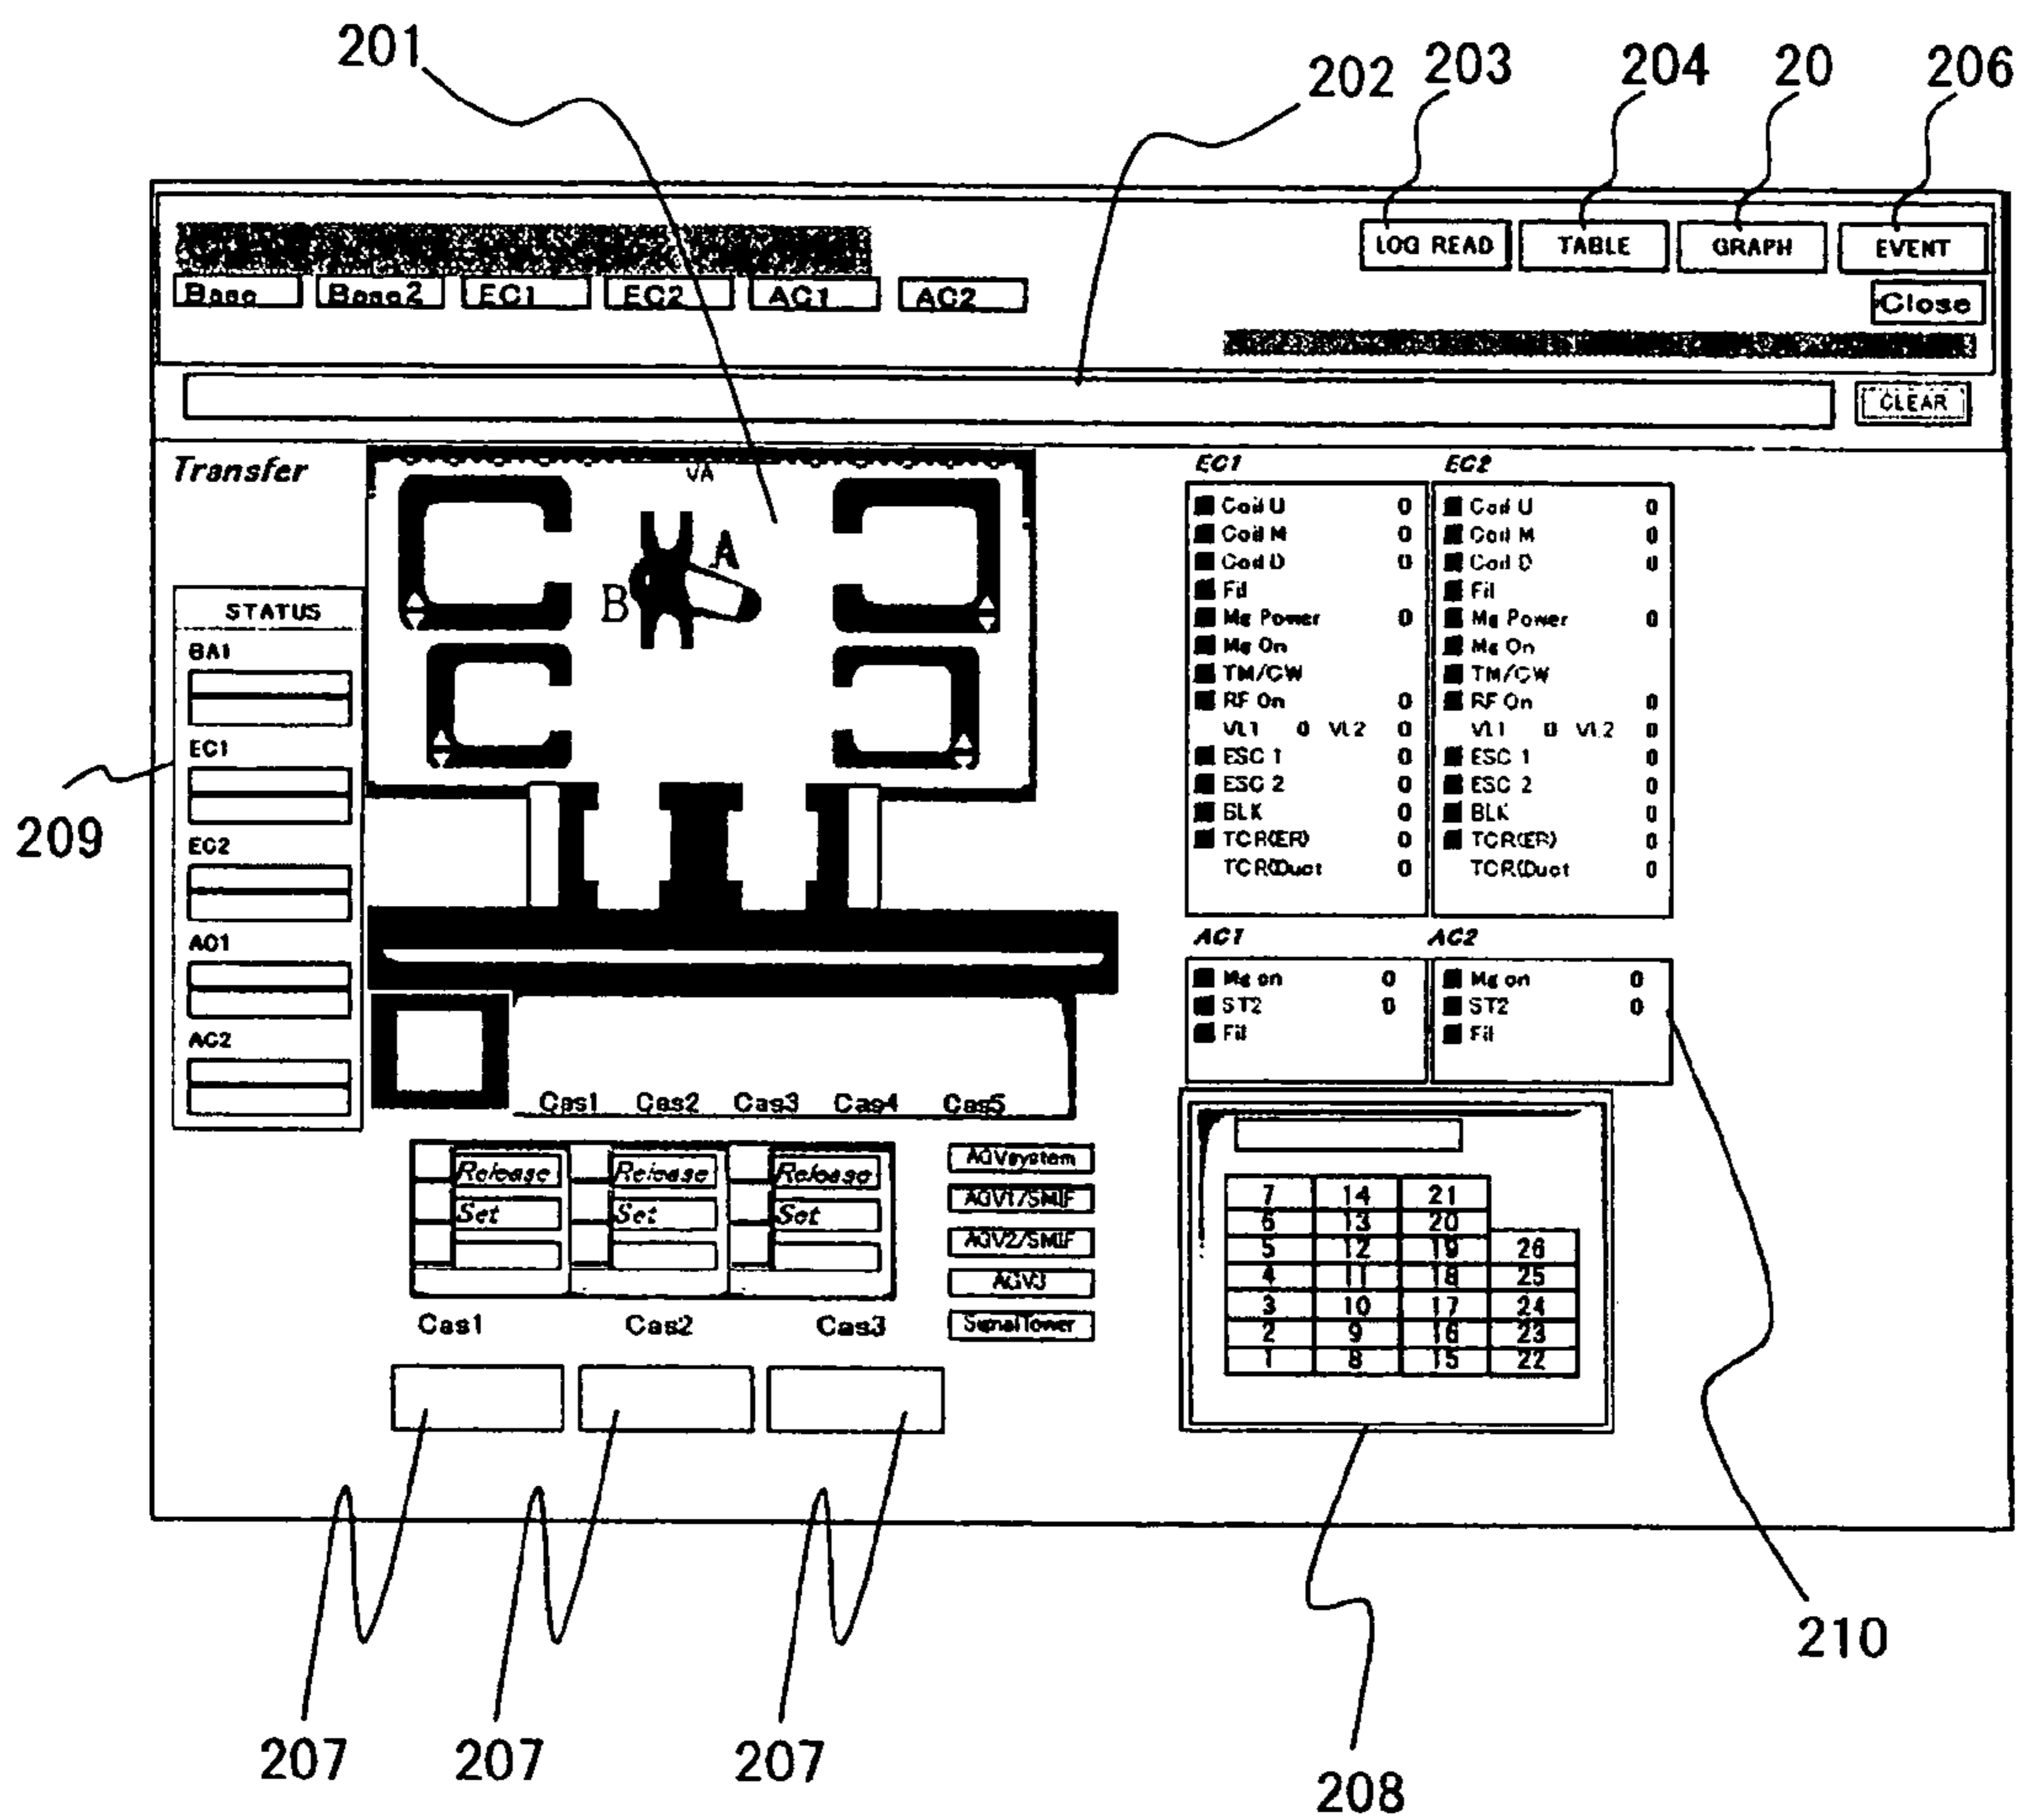 201
202 203 204 20 206
LOG READ TABLE GRAPH EVENT
Base Base2 EC1 EC2 AC1 AC2
Close
CLEAR
Transfer
VA
A
B
STATUS
BA1
EC1
EC2
AC1
AC2
209
EC1 EC2
Coil U 0 Coil U 0
Coil M 0 Coil M 0
Coil D 0 Coil D 0
Fil Fil
Mg Power 0 Mg Power 0
Mg On Mg On
TM/CW TM/CW
RF On 0 RF On 0
VL1 0 VL2 0 VL1 0 VL2 0
ESC 1 0 ESC 1 0
ESC 2 0 ESC 2 0
BLK 0 BLK 0
TCR(ER) 0 TCR(ER) 0
TCR(Duct 0 TCR(Duct 0
AC1 AC2
Mg on 0 Mg on 0
ST2 0 ST2 0
Fil Fil
Cas1 Cas2 Cas3 Cas4 Cas5
Release Release Release
Set Set Set
Cas1 Cas2 Cas3
AGVsystem
AGV1/SMIF
AGV2/SMIF
AGV3
SignalTower
7 14 21
6 13 20
5 12 19 26
4 11 18 25
3 10 17 24
2 9 16 23
1 8 15 22
210
207 207 207 208